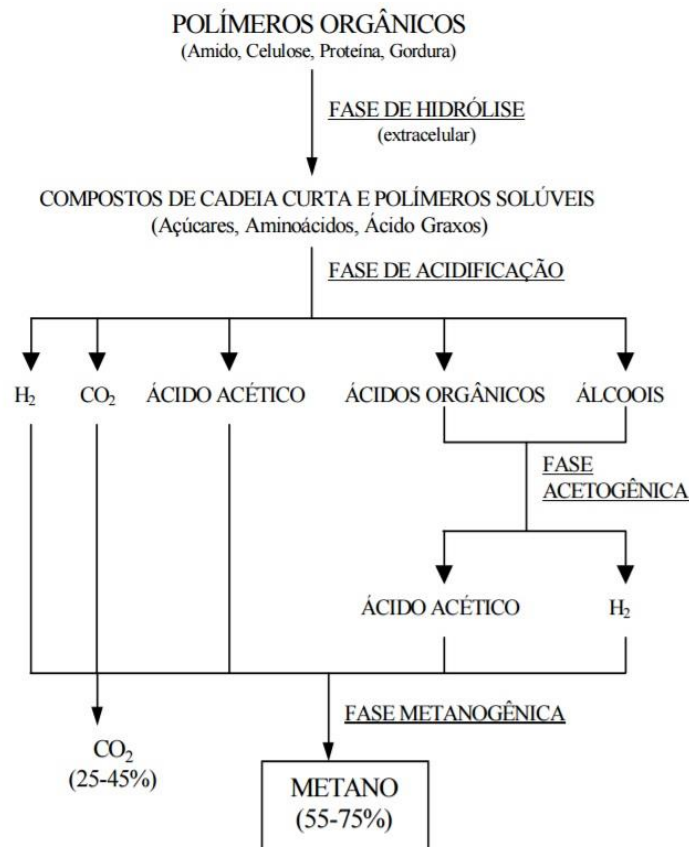 POLÍMEROS ORGÂNICOS
(Amido, Celulose, Proteína, Gordura)
FASE DE HIDRÓLISE
(extracelular)
COMPOSTOS DE CADEIA CURTA E POLÍMEROS SOLÚVEIS
(Açúcares, Aminoácidos, Ácido Graxos)
FASE DE ACIDIFICAÇÃO
H₂ CO₂ ÁCIDO ACÉTICO ÁCIDOS ORGÂNICOS ÁLCOOIS
FASE
ACETOGÊNICA
ÁCIDO ACÉTICO H₂
FASE METANOGÊNICA
CO₂
(25-45%)
METANO
(55-75%)